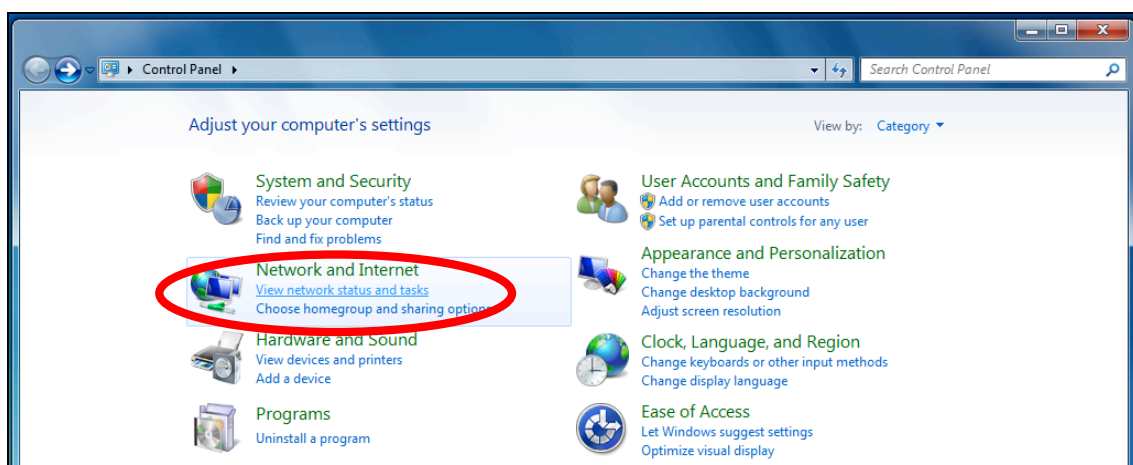 Control Panel
Search Control Panel
Adjust your computer's settings
View by: Category
System and Security
Review your computer's status
Back up your computer
Find and fix problems
Network and Internet
View network status and tasks
Choose homegroup and sharing options
Hardware and Sound
View devices and printers
Add a device
Programs
Uninstall a program
User Accounts and Family Safety
Add or remove user accounts
Set up parental controls for any user
Appearance and Personalization
Change the theme
Change desktop background
Adjust screen resolution
Clock, Language, and Region
Change keyboards or other input methods
Change display language
Ease of Access
Let Windows suggest settings
Optimize visual display